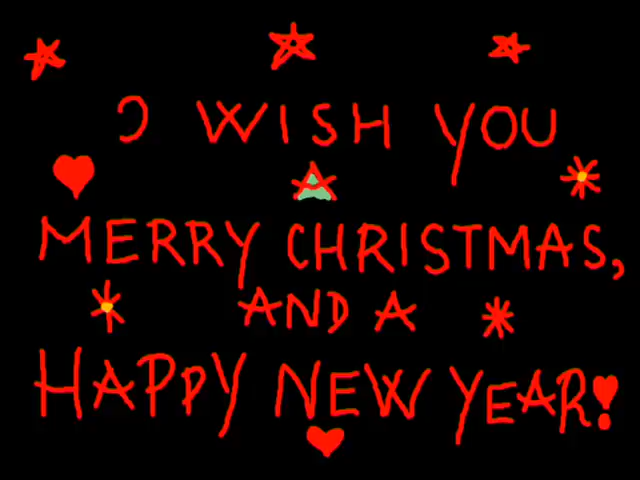 I WISH YOU
A
MERRY CHRISTMAS,
AND A
HAPPY NEW YEAR!